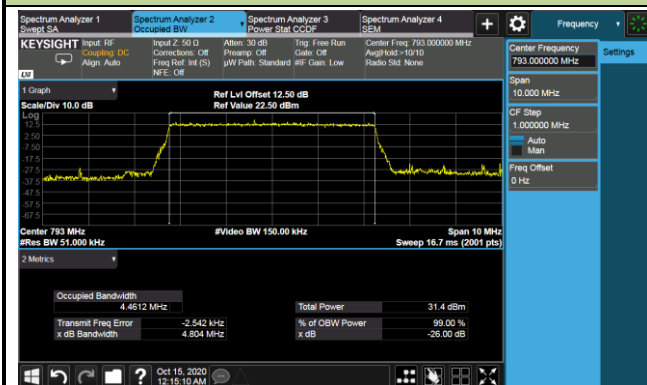 Spectrum Analyzer 1
Swept SA
Spectrum Analyzer 2
Occupied BW
Spectrum Analyzer 3
Power Stat CCDF
Spectrum Analyzer 4
SEM
+
Frequency
KEYSIGHT
Input: RF
Coupling: DC
Align: Auto
Input Z: 50 Ω
Corrections: Off
Freq Ref: Int (S)
NFE: Off
Atten: 30 dB
Preamp: Off
µW Path: Standard
Trig: Free Run
Gate: Off
#IF Gain: Low
Center Freq: 793.000000 MHz
Avg|Hold:>10/10
Radio Std: None
LXI
Center Frequency
793.000000 MHz
Settings
Span
10.000 MHz
CF Step
1.000000 MHz
Auto
Man
Freq Offset
0 Hz
1 Graph
Scale/Div 10.0 dB
Ref Lvl Offset 12.50 dB
Ref Value 22.50 dBm
Log
12.5
2.50
-7.50
-17.5
-27.5
-37.5
-47.5
-57.5
-67.5
Center 793 MHz
#Res BW 51.000 kHz
#Video BW 150.00 kHz
Span 10 MHz
Sweep 16.7 ms (2001 pts)
2 Metrics
Occupied Bandwidth
4.4612 MHz
Total Power 31.4 dBm
Transmit Freq Error -2.542 kHz
% of OBW Power 99.00 %
x dB Bandwidth 4.804 MHz
x dB -26.00 dB
?
Oct 15, 2020
12:15:10 AM